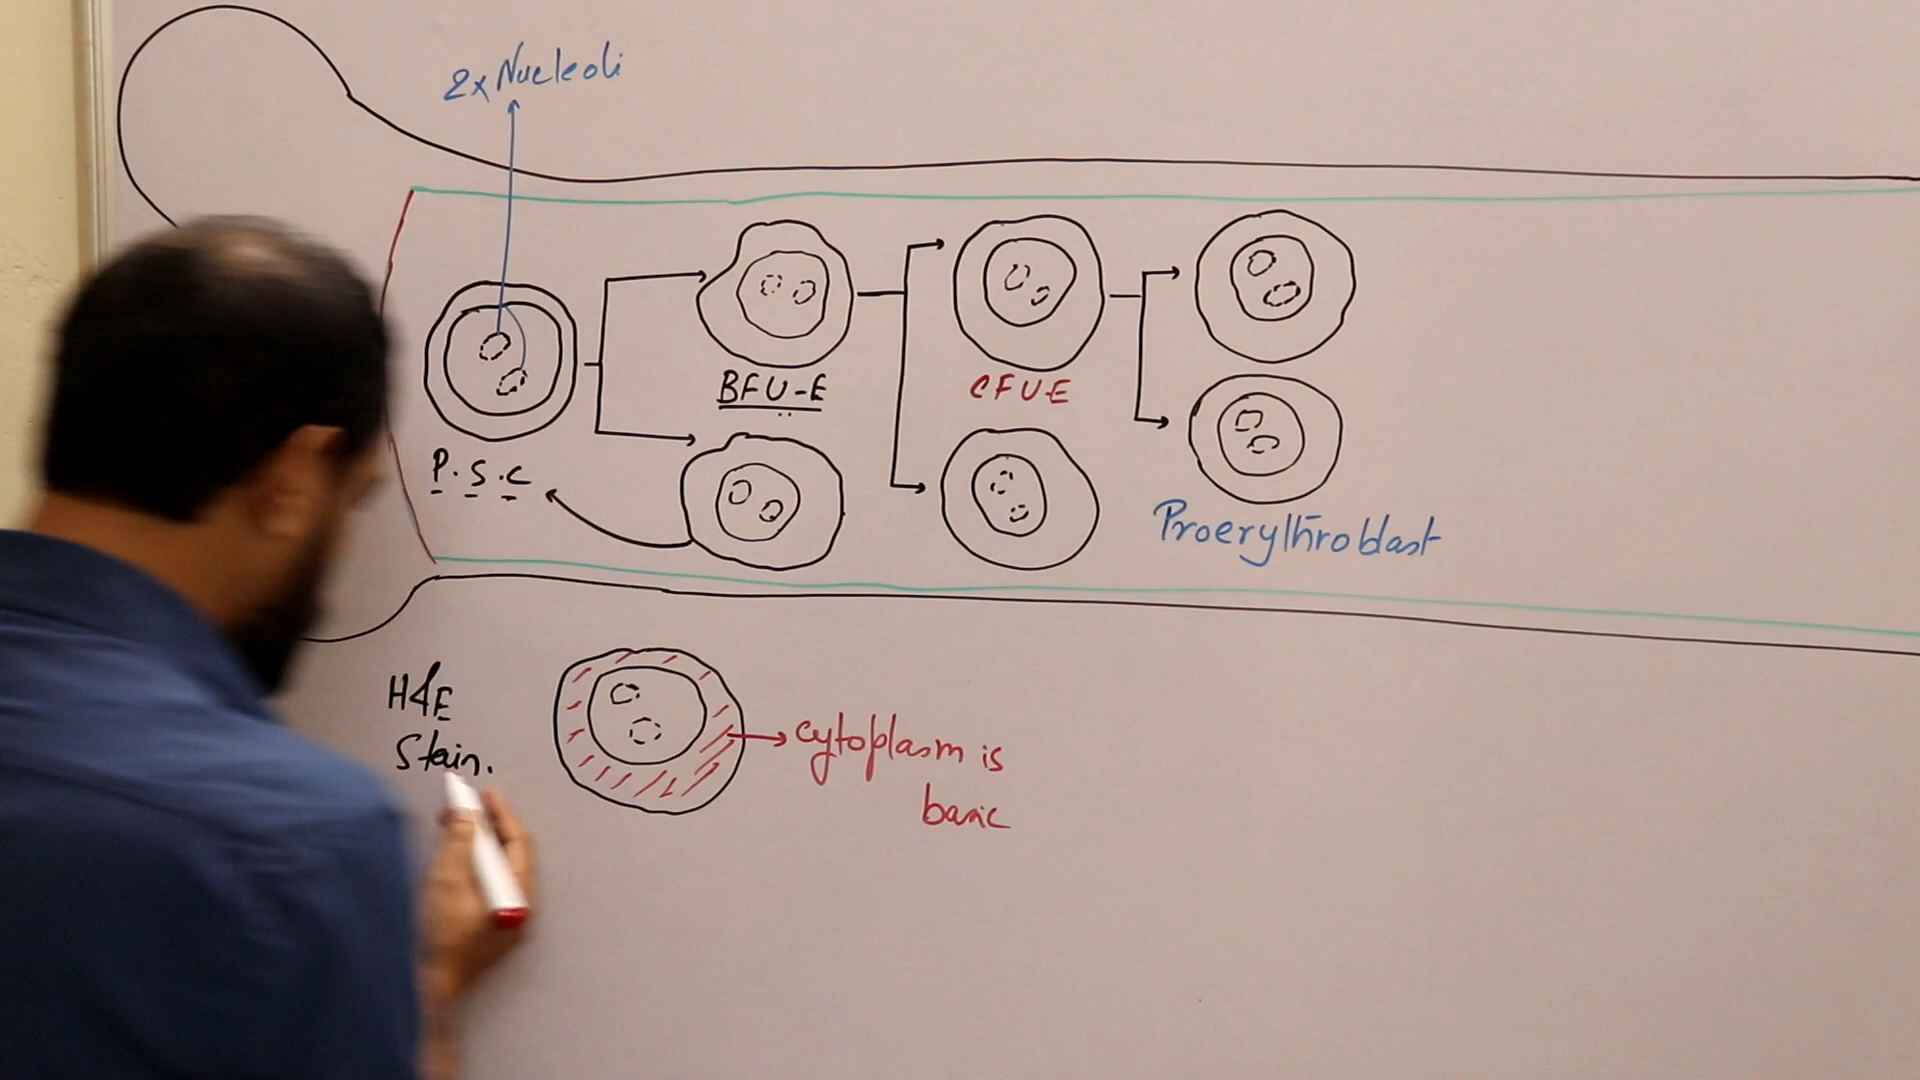 2x Nucleoli
BFU-E
CFUE
P.S.C
Proerythroblast
H&E
Stain.
cytoplasm is
basic